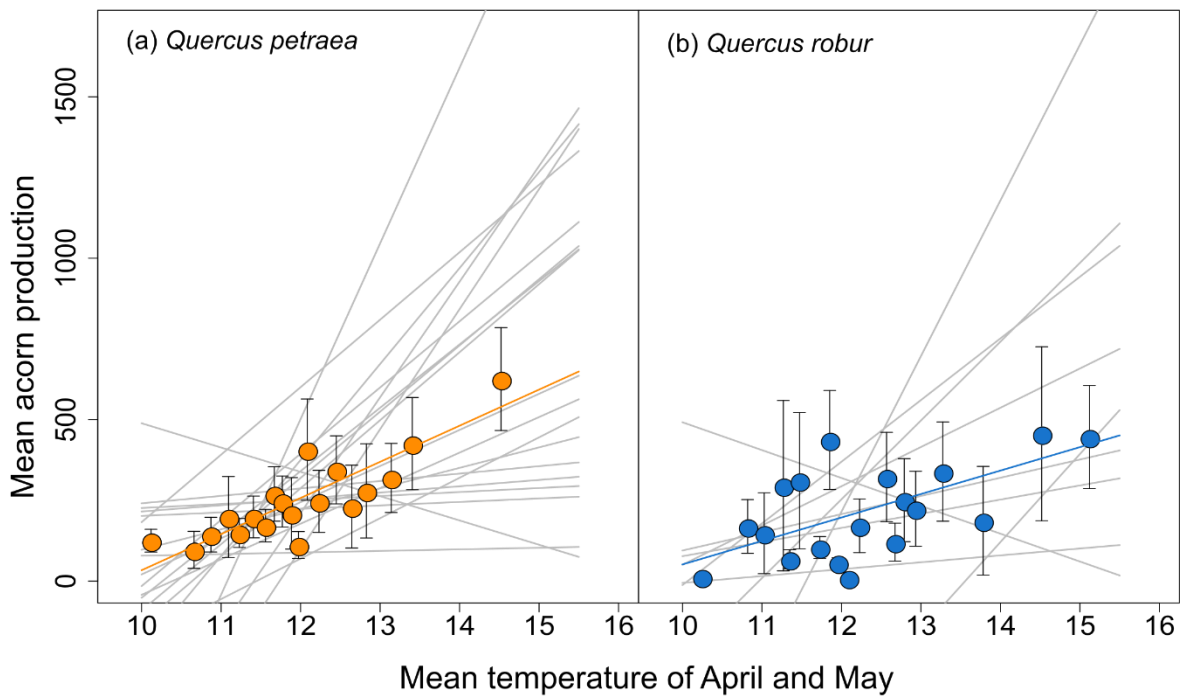 (a) Quercus petraea
(b) Quercus robur
Mean acorn production
1500
1000
500
0
10 11 12 13 14 15 16
10 11 12 13 14 15 16
Mean temperature of April and May